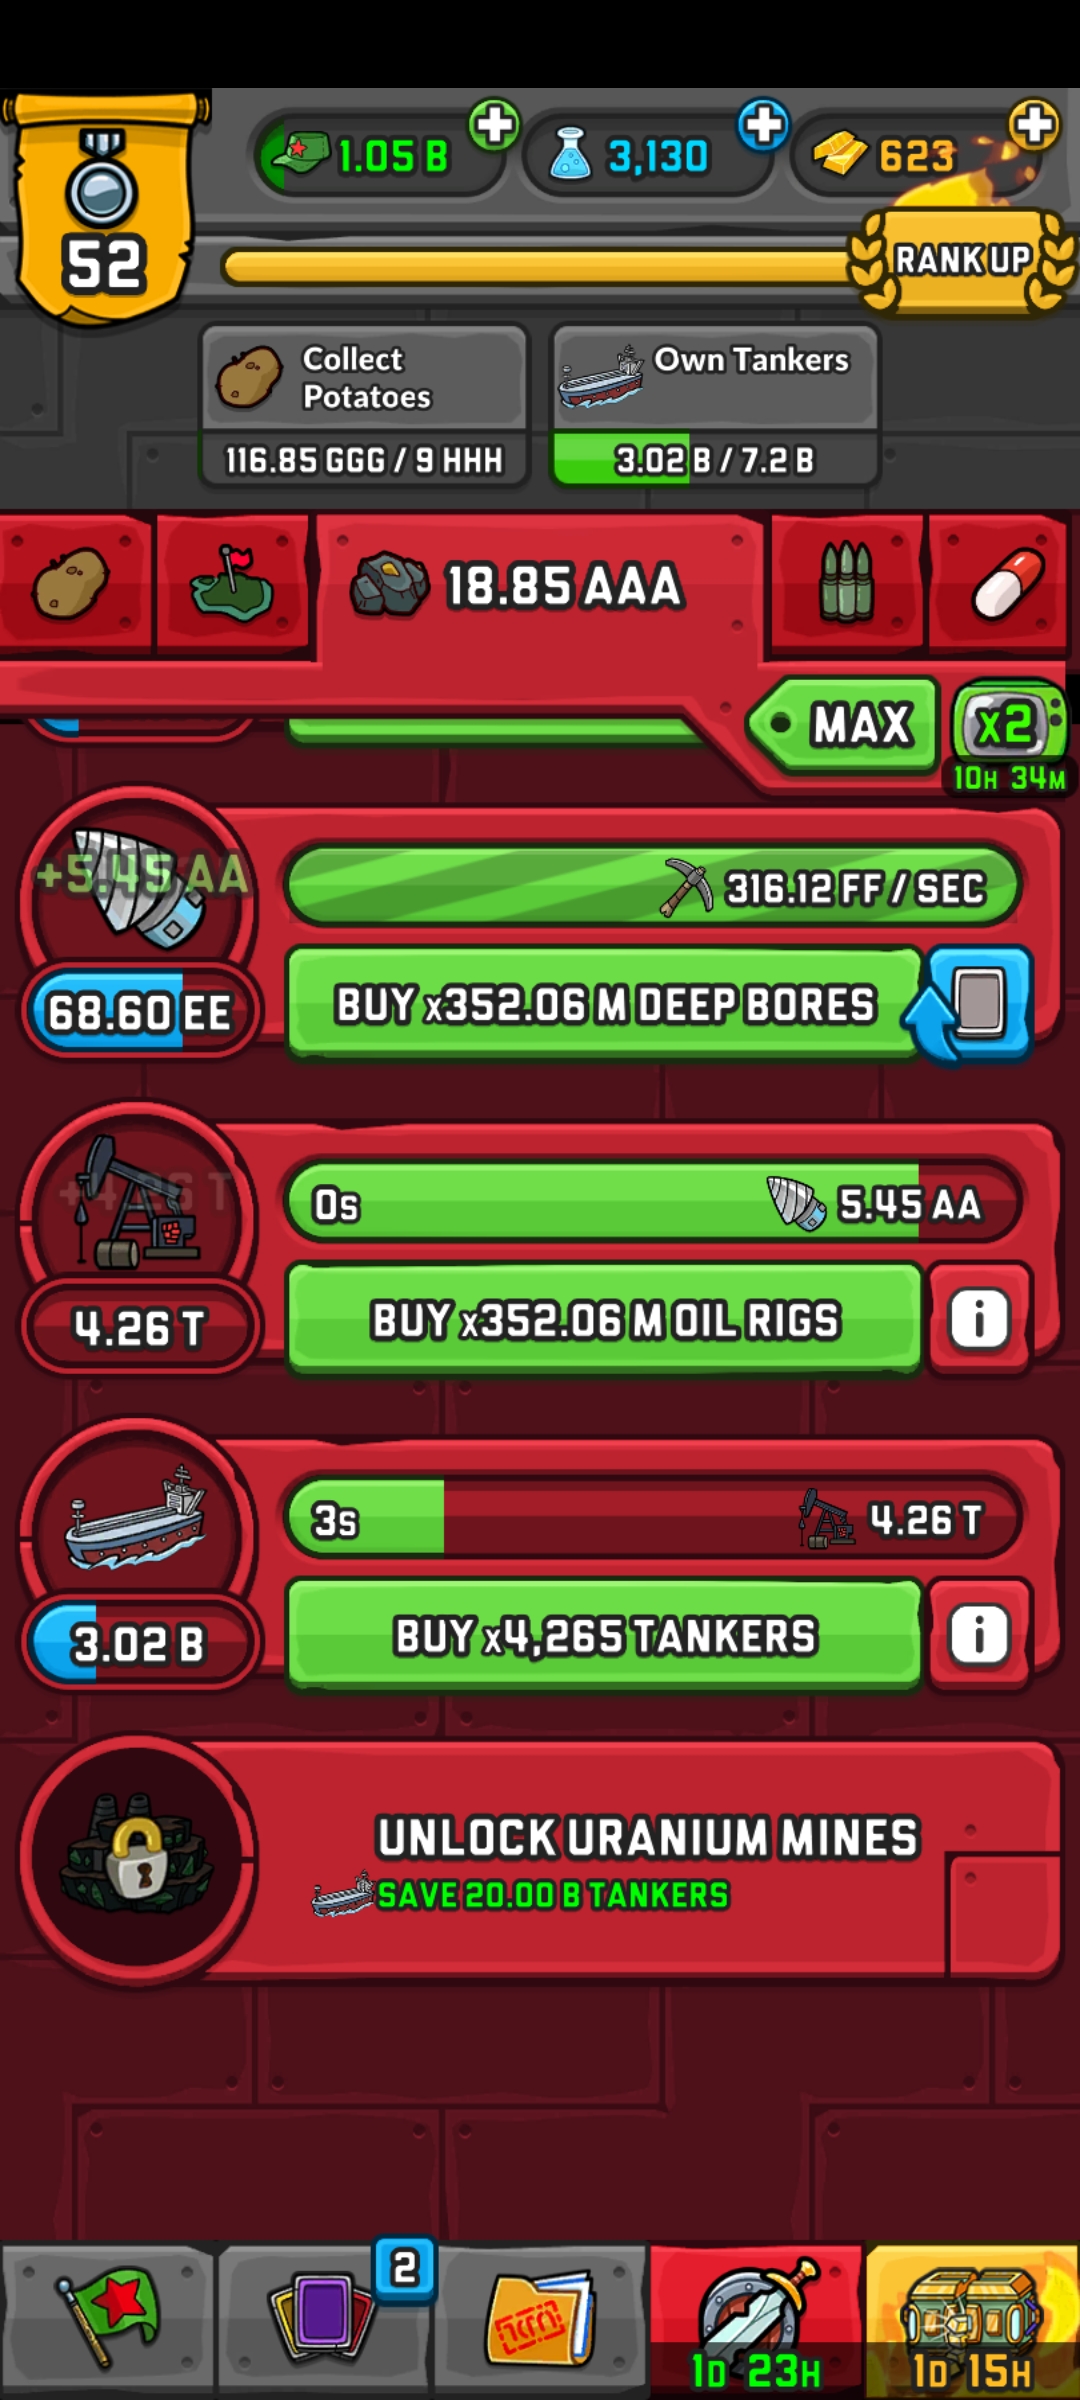 1.05 B
3,130
623
52
RANK UP
Collect
Potatoes
116.85 GGG / 9 HHH
Own Tankers
3.02 B / 7.2 B
18.85 AAA
MAX
X2
10H 34M
+5.45 AA
316.12 FF / SEC
68.60 EE
BUY x352.06 M DEEP BORES
+4.26 T
0s
5.45 AA
4.26 T
BUY x352.06 M OIL RIGS
i
3s
4.26 T
3.02 B
BUY x4,265 TANKERS
i
UNLOCK URANIUM MINES
SAVE 20.00 B TANKERS
2
1D 23H
1D 15H